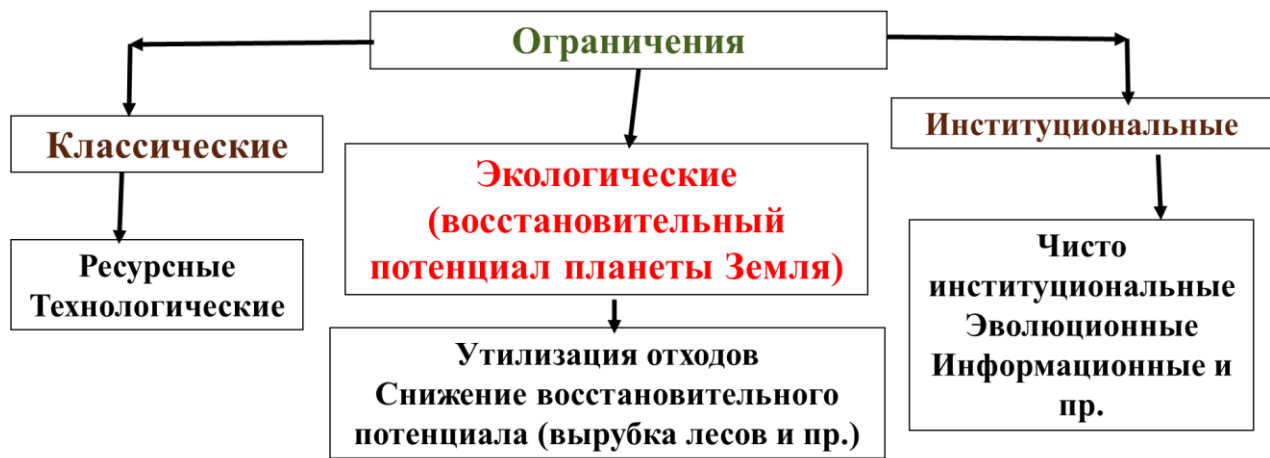 Ограничения
Классические
Ресурсные
Технологические
Экологические
(восстановительный
потенциал планеты Земля)
Утилизация отходов
Снижение восстановительного
потенциала (вырубка лесов и пр.)
Институциональные
Чисто
институциональные
Эволюционные
Информационные и
пр.